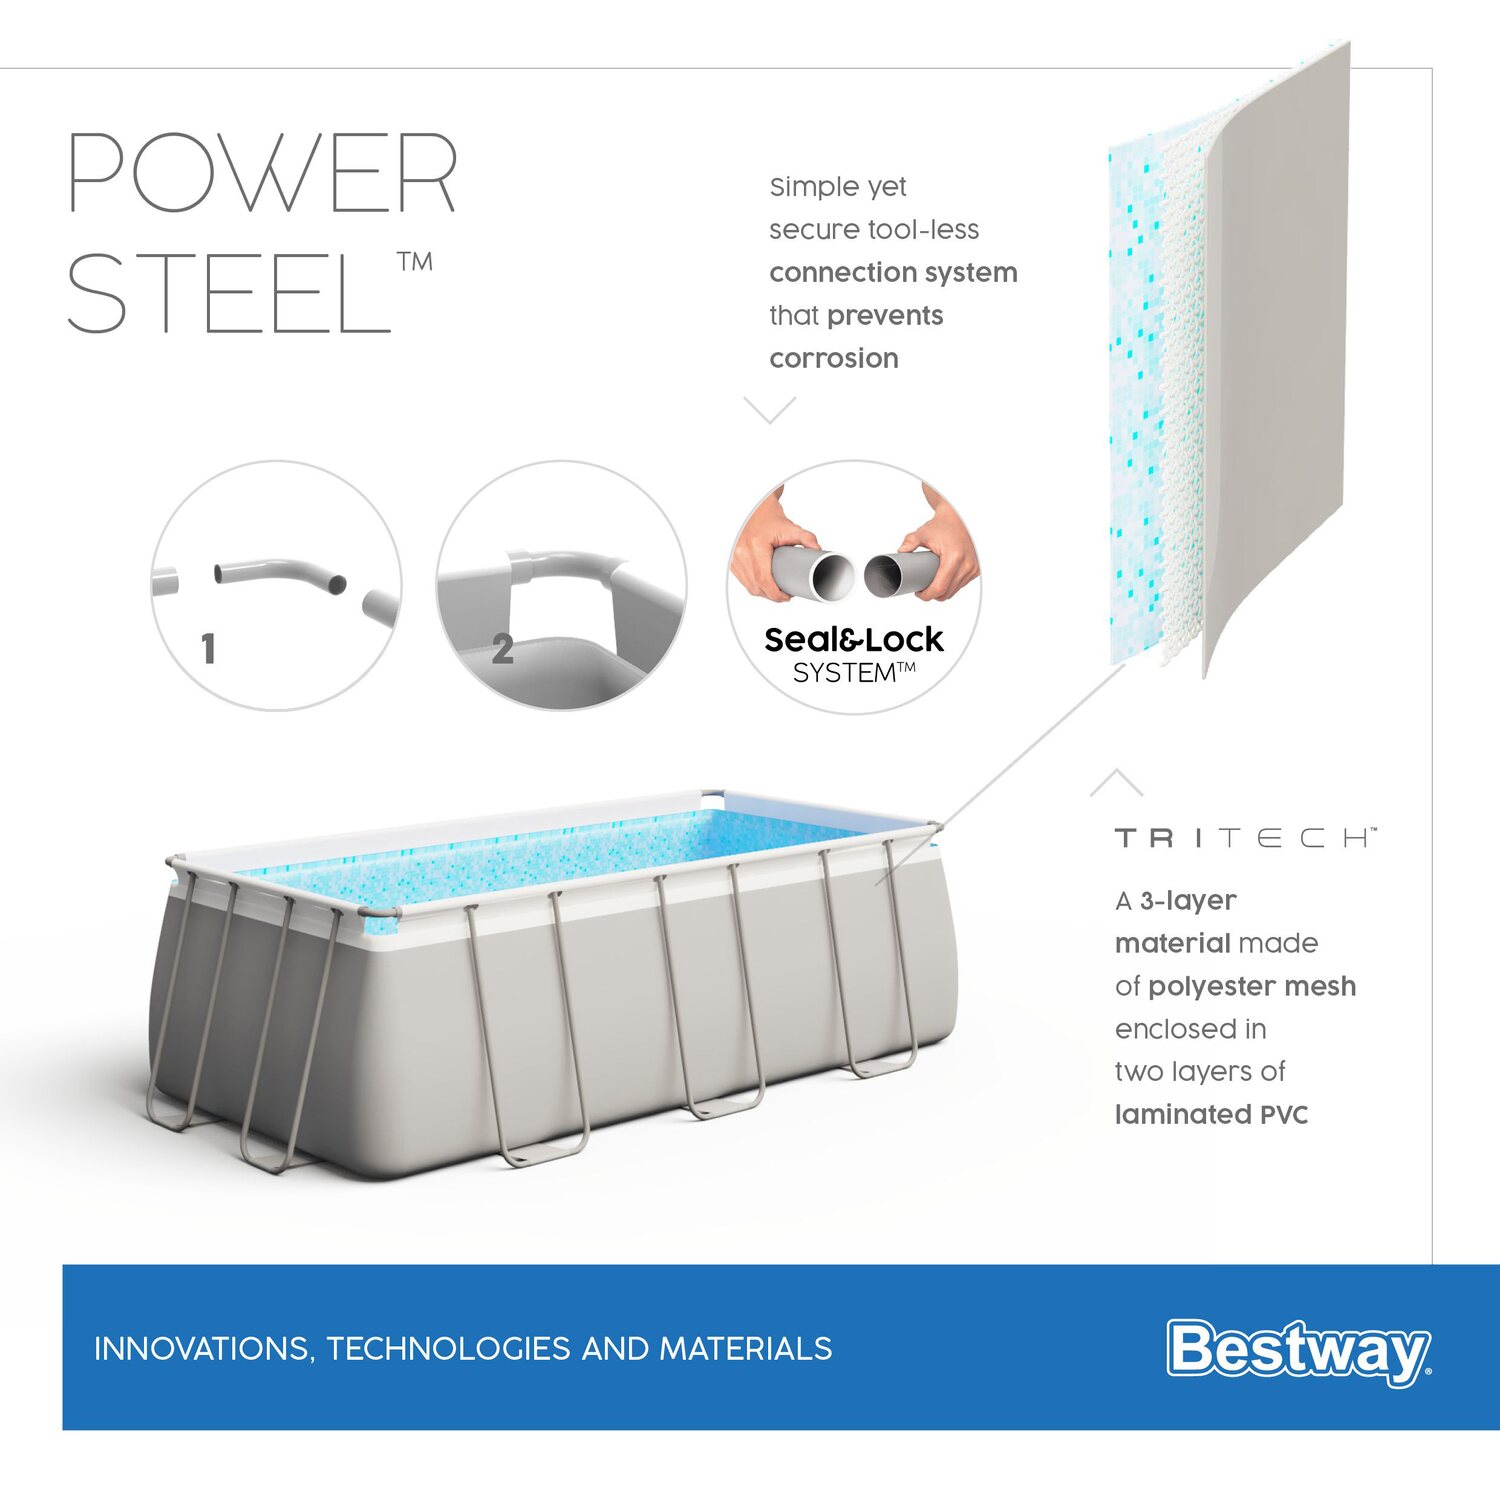 POWER
STEEL™
Simple yet
secure tool-less
connection system
that prevents
corrosion
1
2
Seal&Lock
SYSTEM™
TRITECH™
A 3-layer
material made
of polyester mesh
enclosed in
two layers of
laminated PVC
INNOVATIONS, TECHNOLOGIES AND MATERIALS
Bestway®